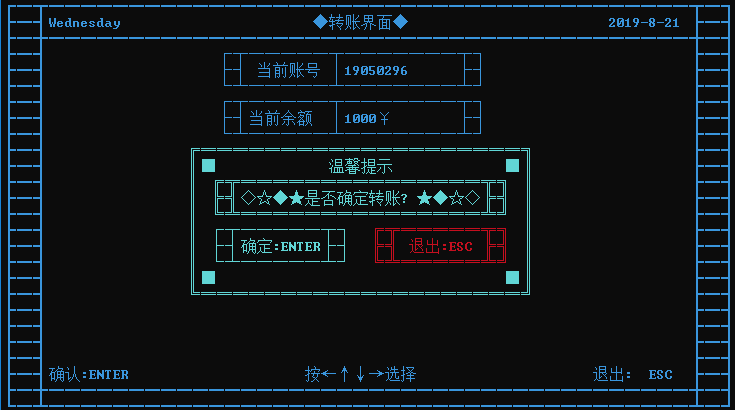 Wednesday ◆转账界面◆ 2019-8-21
当前账号 19050296
当前余额 1000￥
温馨提示
◇☆◆★是否确定转账? ★◆☆◇
确定:ENTER 退出:ESC
确认:ENTER 按←↑↓→选择 退出: ESC